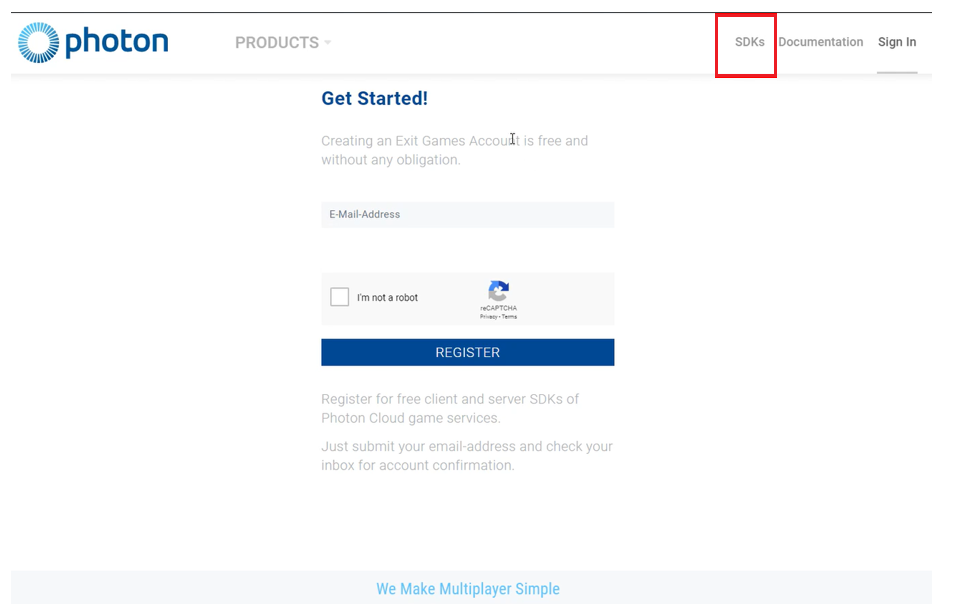 photon
PRODUCTS
SDKs
Documentation
Sign In
Get Started!
Creating an Exit Games Account is free and
without any obligation.
E-Mail-Address
I'm not a robot
reCAPTCHA
Privacy - Terms
REGISTER
Register for free client and server SDKs of
Photon Cloud game services.
Just submit your email-address and check your
inbox for account confirmation.
We Make Multiplayer Simple